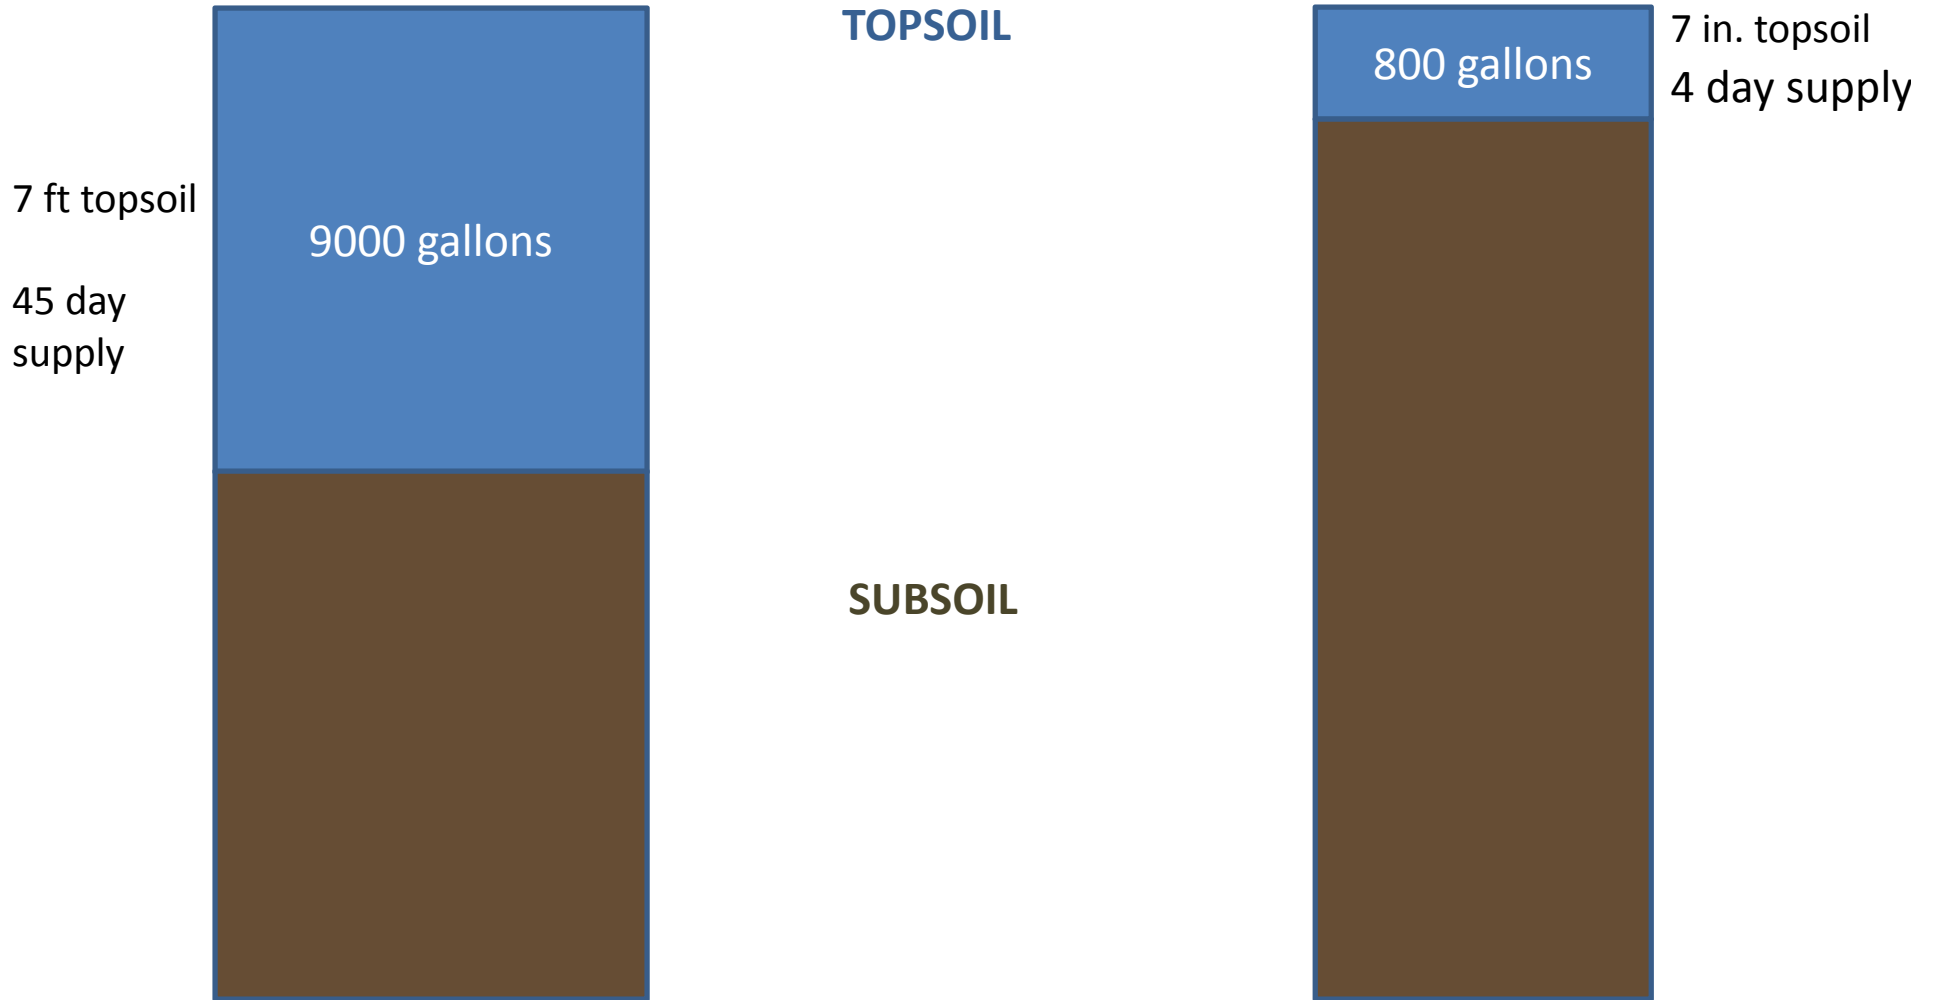 TOPSOIL
7 in. topsoil
800 gallons
4 day supply
7 ft topsoil
9000 gallons
45 day
supply
SUBSOIL